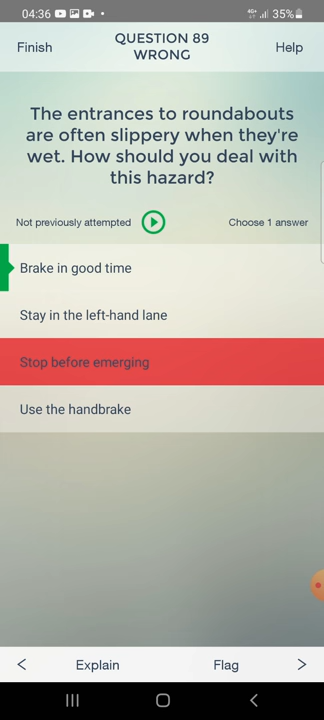 04:36 4G+ 35%
Finish
QUESTION 89
WRONG
Help
The entrances to roundabouts
are often slippery when they're
wet. How should you deal with
this hazard?
Not previously attempted
Choose 1 answer
Brake in good time
Stay in the left-hand lane
Stop before emerging
Use the handbrake
Explain
Flag